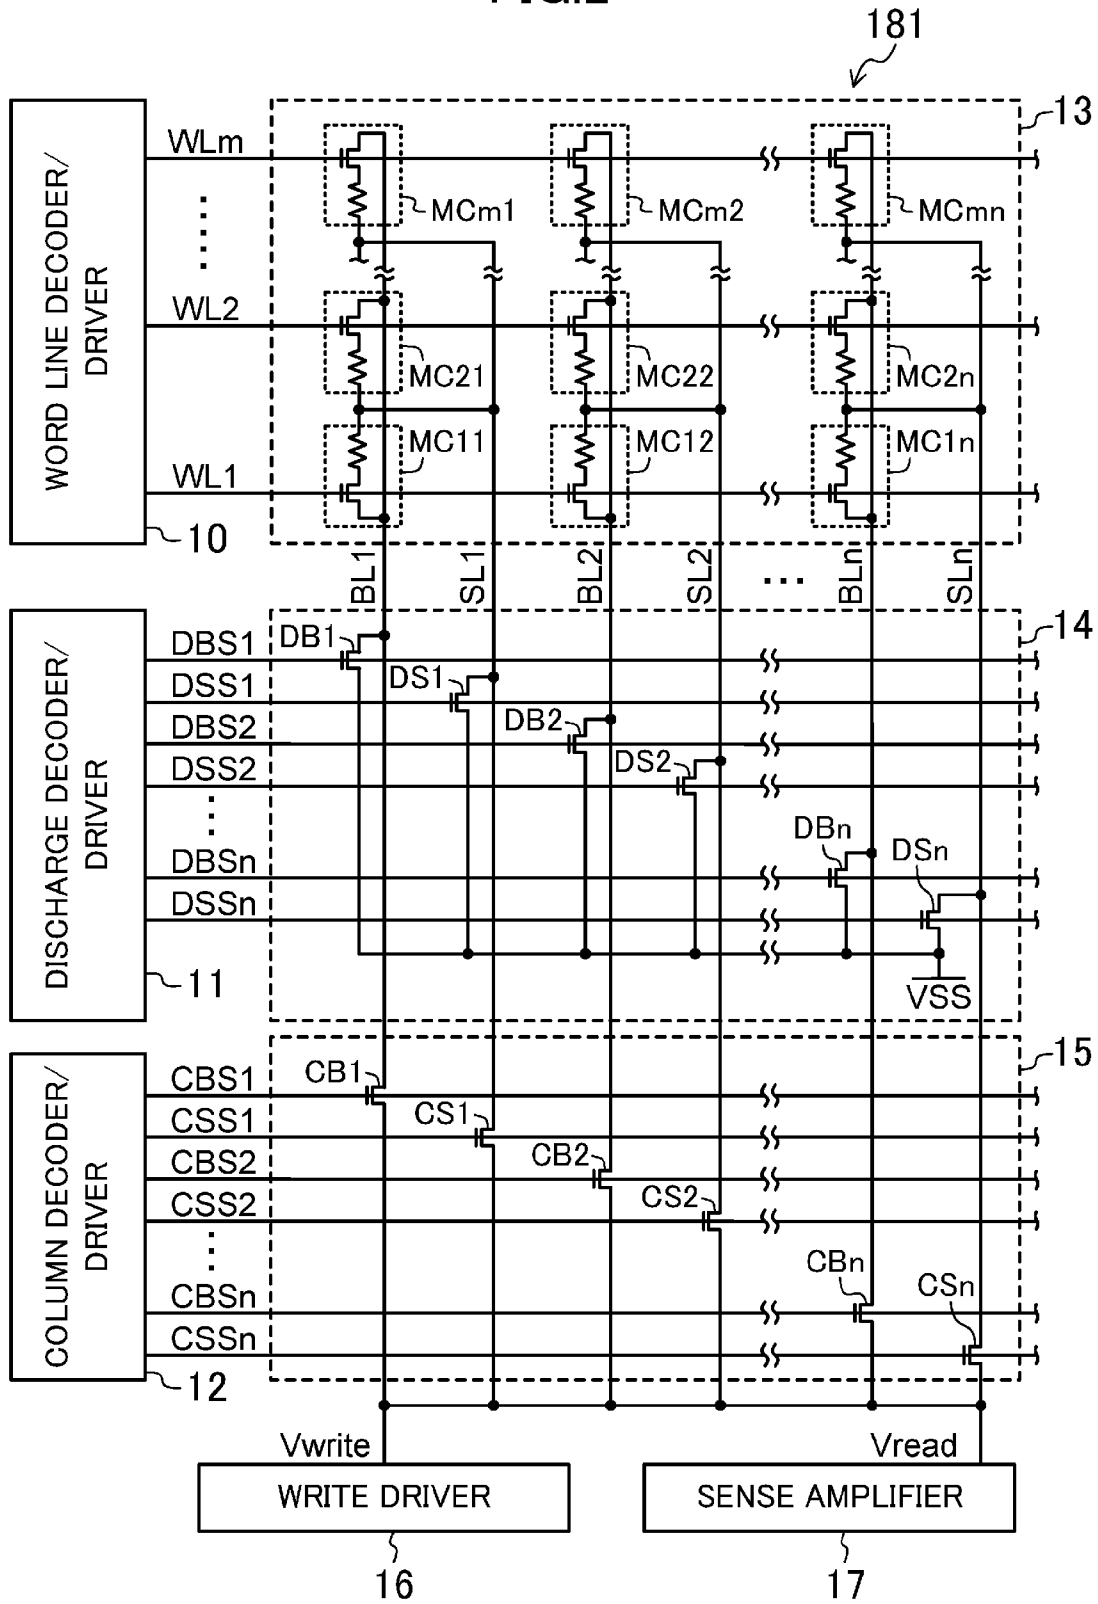 181
13
WORD LINE DECODER/
DRIVER
10
WLm
WL2
WL1
MCm1
MCm2
MCmn
MC21
MC22
MC2n
MC11
MC12
MC1n
BL1
SL1
BL2
SL2
...
BLn
SLn
14
DISCHARGE DECODER/
DRIVER
11
DBS1
DSS1
DBS2
DSS2
DBSn
DSSn
DB1
DS1
DB2
DS2
DBn
DSn
VSS
15
COLUMN DECODER/
DRIVER
12
CBS1
CSS1
CBS2
CSS2
CBSn
CSSn
CB1
CS1
CB2
CS2
CBn
CSn
Vwrite
Vread
WRITE DRIVER
SENSE AMPLIFIER
16
17